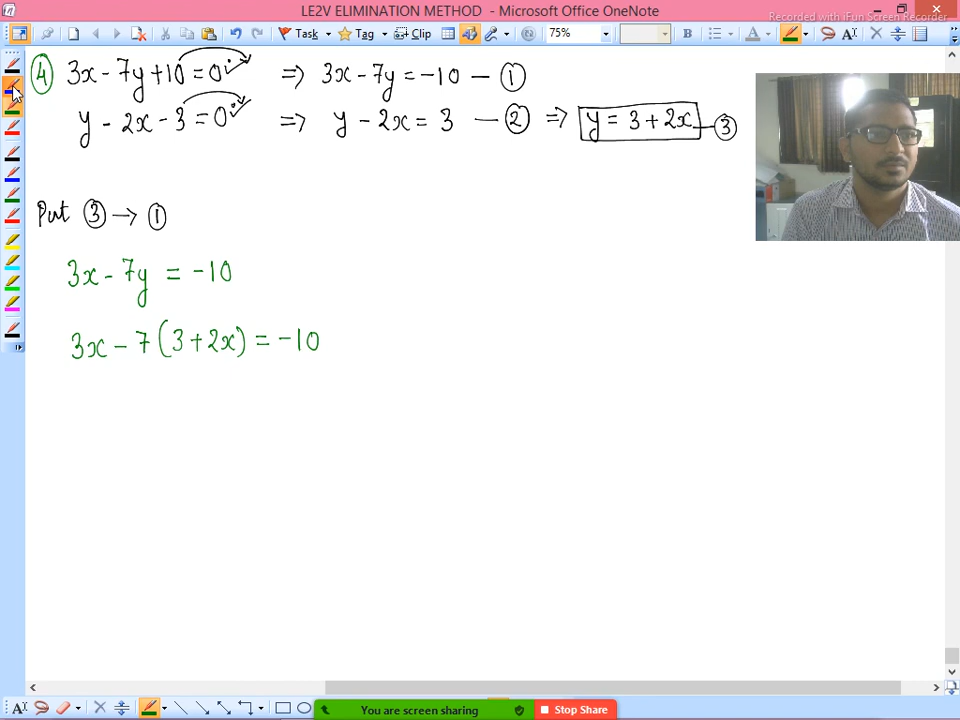 LE2V ELIMINATION METHOD - Microsoft Office OneNote
Recorded with iFun Screen Recorder
Task Tag Clip 75% B A
④ 3x - 7y + 10 = 0 ⇒ 3x - 7y = -10 — ①
y - 2x - 3 = 0 ⇒ y - 2x = 3 — ② ⇒ y = 3 + 2x — ③
Put ③ → ①
3x - 7y = -10
3x - 7(3 + 2x) = -10
You are screen sharing Stop Share